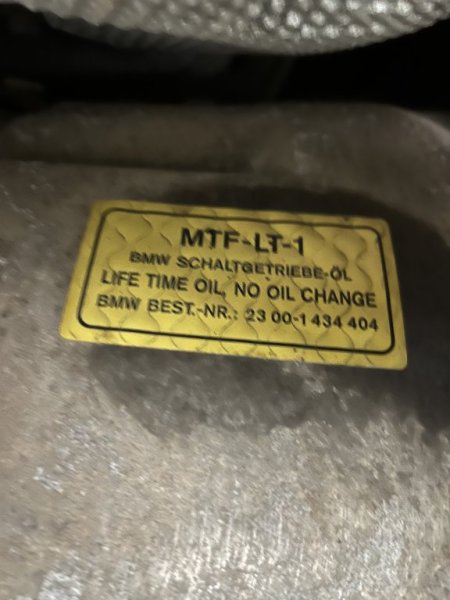 MTF-LT-1
BMW SCHALTGETRIEBE-ÖL
LIFE TIME OIL, NO OIL CHANGE
BMW BEST.-NR.: 23 00-1 434 404